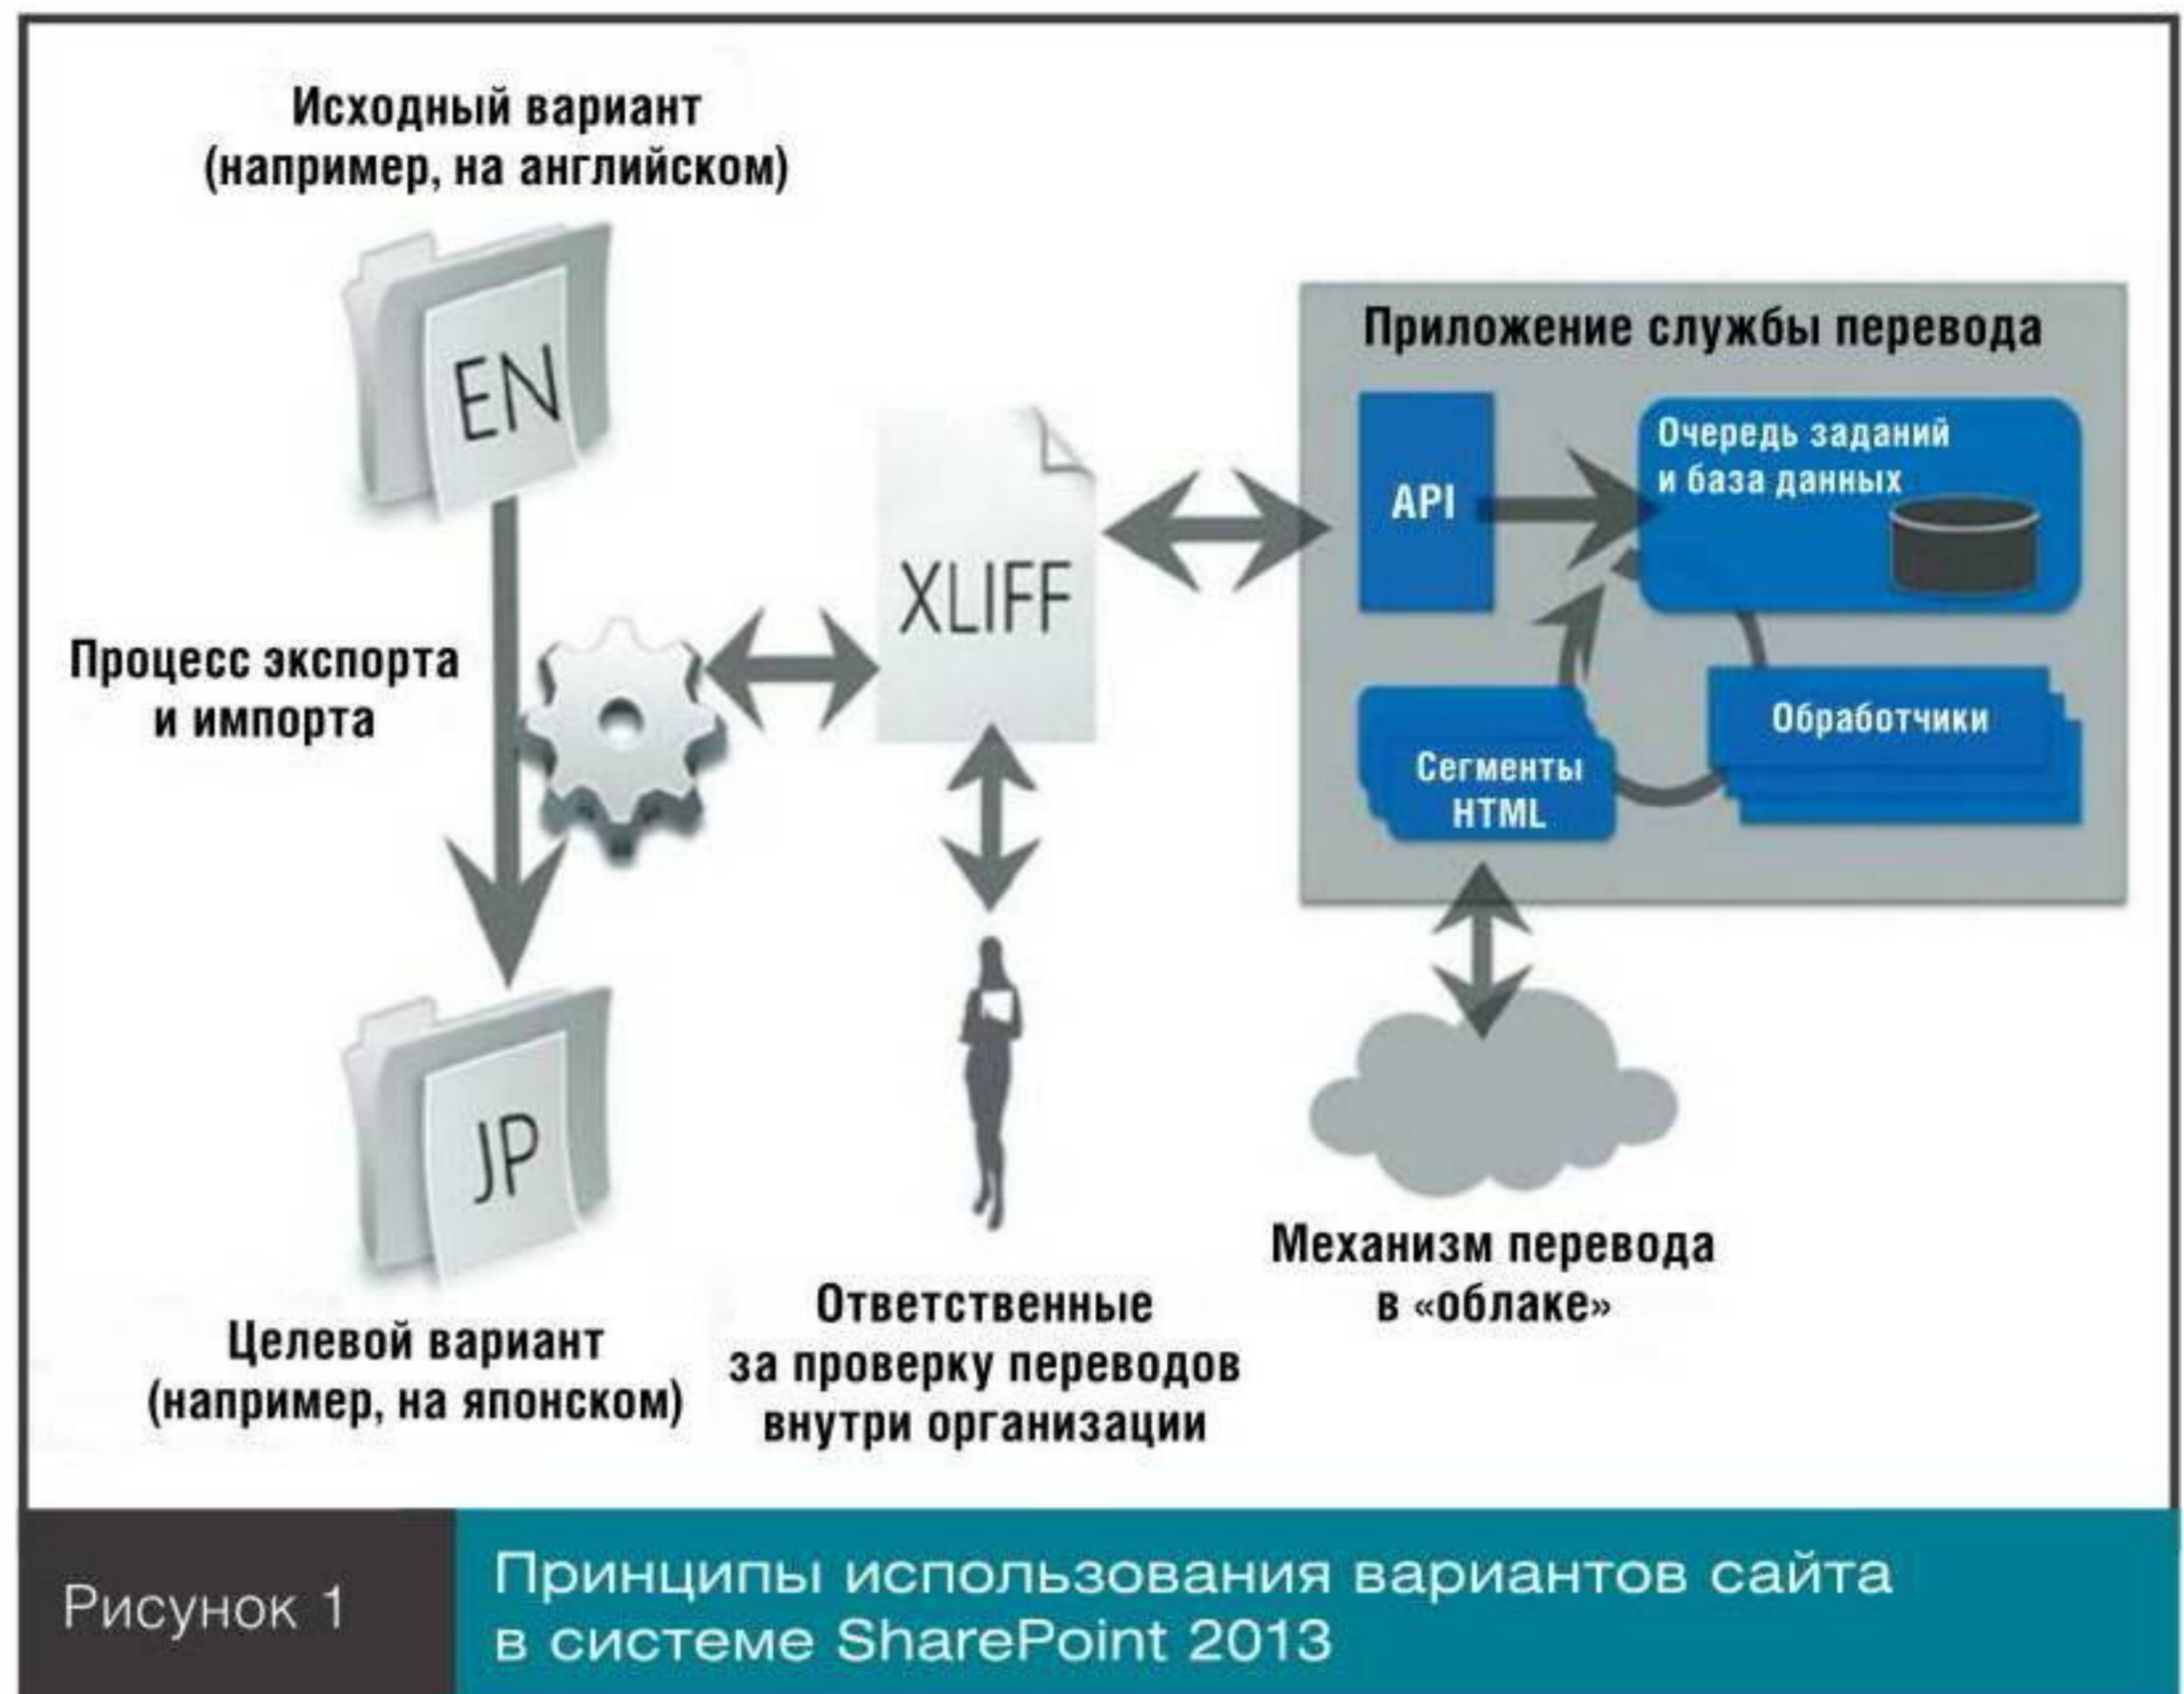 Исходный вариант
(например, на английском)
EN
Процесс экспорта
и импорта
JP
Целевой вариант
(например, на японском)
XLIFF
Ответственные
за проверку переводов
внутри организации
Приложение службы перевода
API
Очередь заданий
и база данных
Обработчики
Сегменты
HTML
Механизм перевода
в «облаке»
Рисунок 1
Принципы использования вариантов сайта
в системе SharePoint 2013